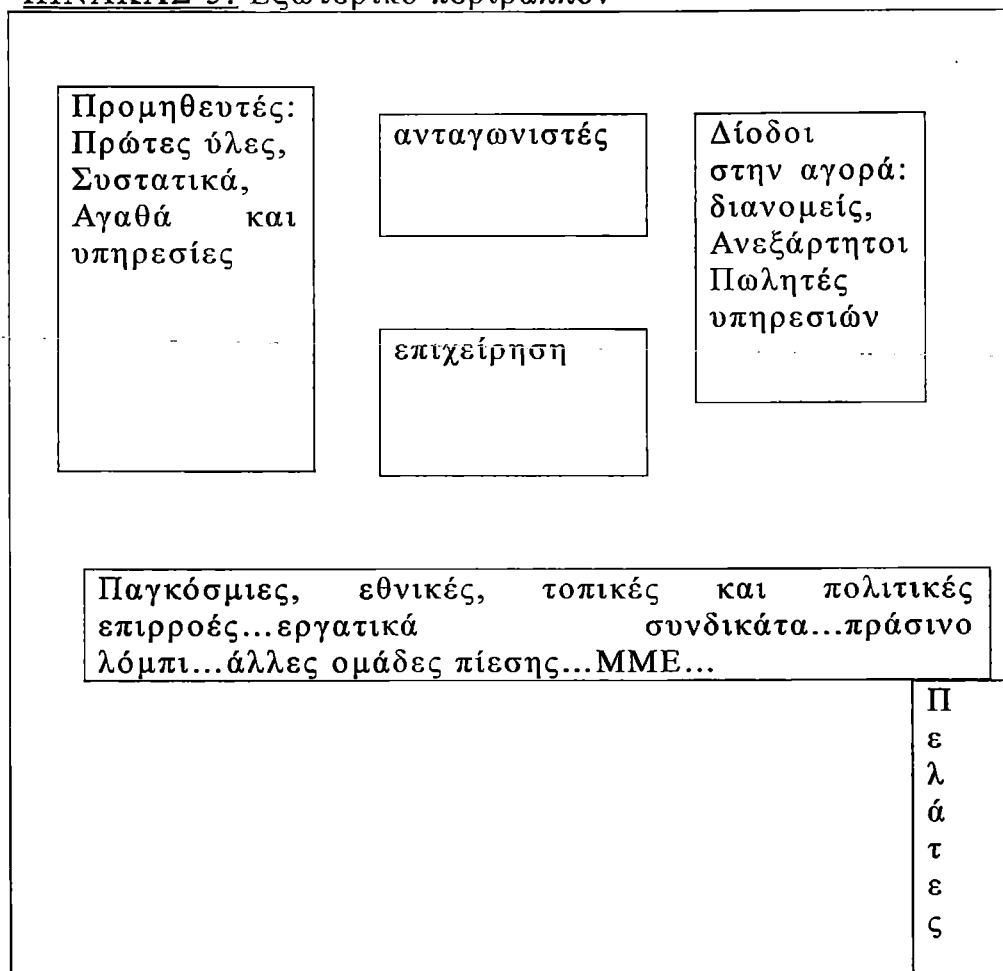 Προμηθευτές:
Πρώτες ύλες,
Συστατικά,
Αγαθά και
υπηρεσίες
ανταγωνιστές
επιχείρηση
Δίοδοι
στην αγορά:
διανομείς,
Ανεξάρτητοι
Πωλητές
υπηρεσιών
Παγκόσμιες, εθνικές, τοπικές και πολιτικές
επιρροές...εργατικά συνδικάτα...πράσινο
λόμπι...άλλες ομάδες πίεσης...ΜΜΕ...
Π
ε
λ
ά
τ
ε
ς